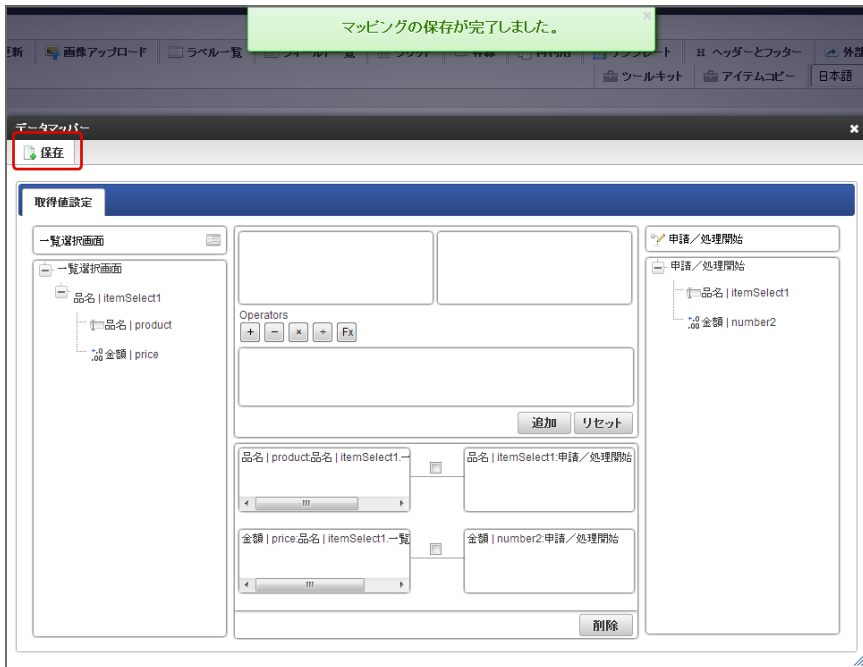 マッピングの保存が完了しました。
更新 画像アップロード ラベル一覧 H ヘッダーとフッター 外部
ツールキット アイテムコピー 日本語
データマッパー
保存
取得値設定
一覧選択画面 申請／処理開始
一覧選択画面
品名 | itemSelect1
品名 | product
金額 | price
Operators
+ - × ÷ Fx
追加 リセット
品名 | product:品名 | itemSelect1.一 品名 | itemSelect1:申請／処理開始
金額 | price:品名 | itemSelect1.一覧 金額 | number2:申請／処理開始
削除
申請／処理開始
品名 | itemSelect1
金額 | number2